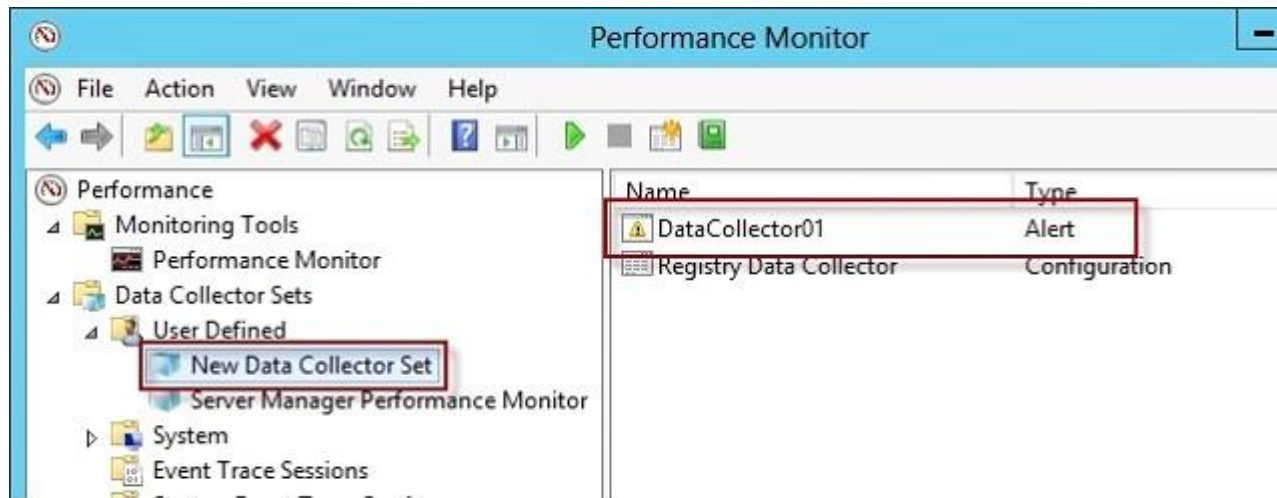 Performance Monitor
File Action View Window Help
Performance
Monitoring Tools
Performance Monitor
Data Collector Sets
User Defined
New Data Collector Set
Server Manager Performance Monitor
System
Event Trace Sessions
Name Type
DataCollector01 Alert
Registry Data Collector Configuration